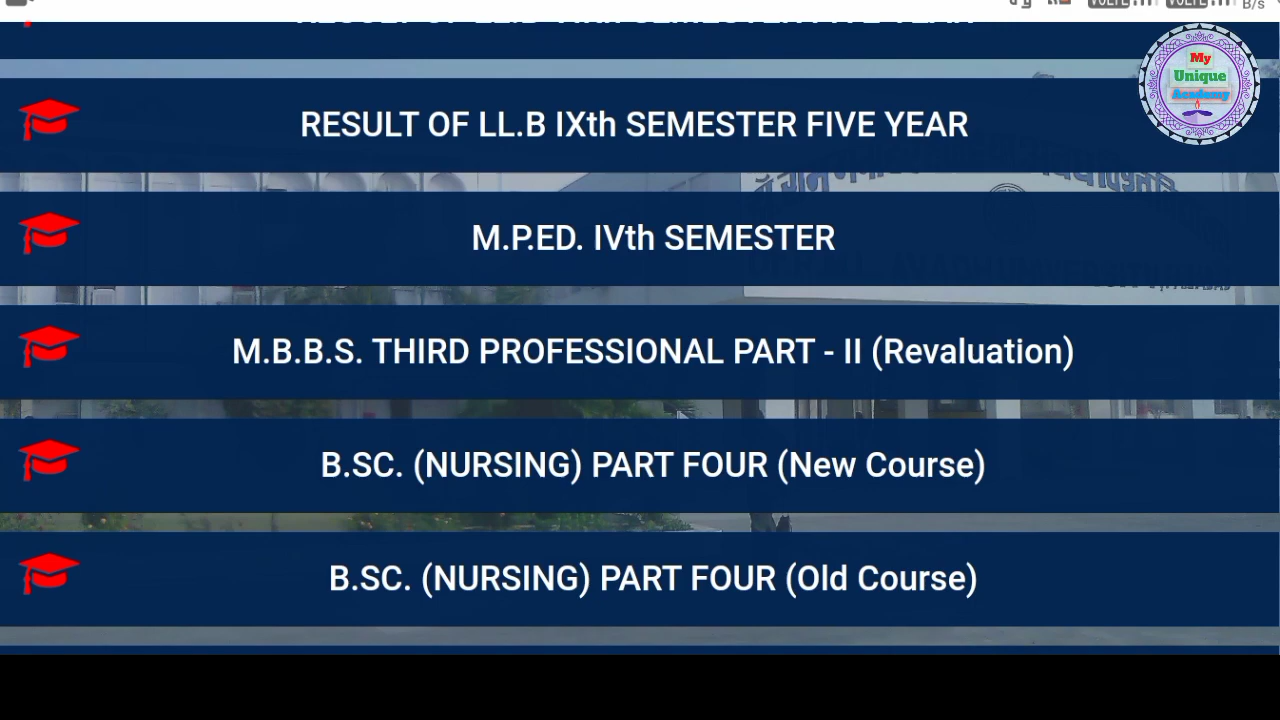 RESULT OF LL.B IXth SEMESTER FIVE YEAR
M.P.ED. IVth SEMESTER
M.B.B.S. THIRD PROFESSIONAL PART - II (Revaluation)
B.SC. (NURSING) PART FOUR (New Course)
B.SC. (NURSING) PART FOUR (Old Course)
My
Unique
Academy
B/s